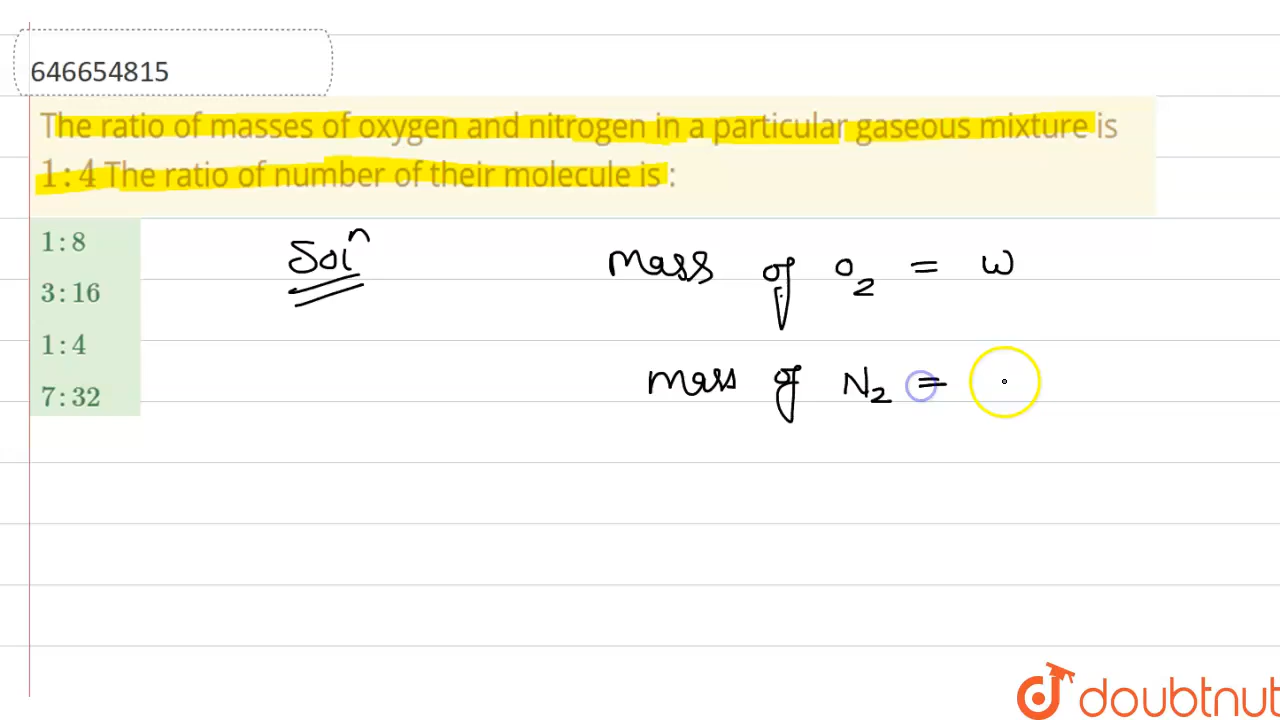 646654815
The ratio of masses of oxygen and nitrogen in a particular gaseous mixture is
1 : 4 The ratio of number of their molecule is :
1 : 8
3 : 16
1 : 4
7 : 32
Solⁿ
mass of O₂ = w
mass of N₂ =
doubtnut